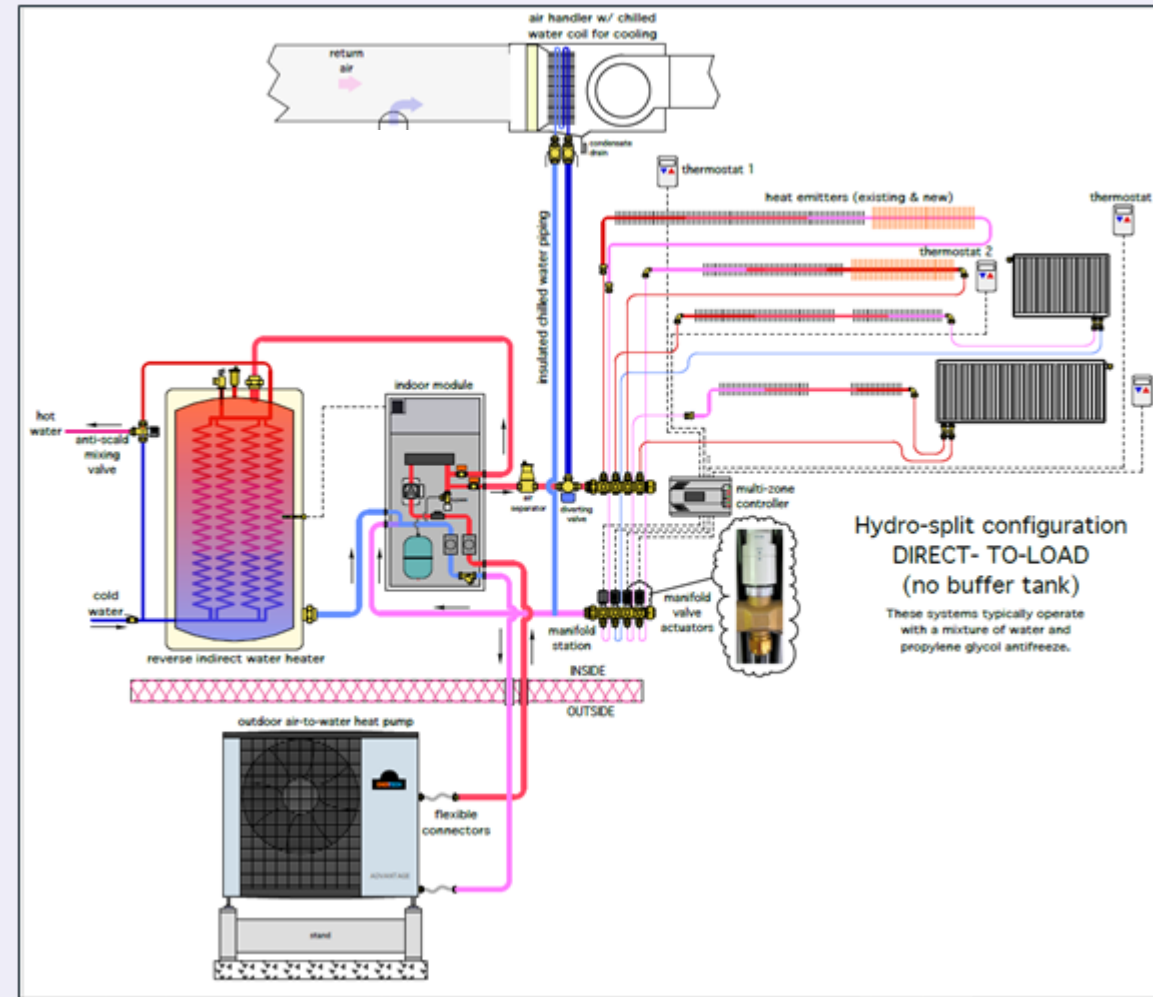 air handler w/ chilled
water coil for cooling
return
air
condensate
drain
thermostat 1
heat emitters (existing & new)
thermostat
insulated chilled water piping
thermostat 2
indoor module
hot
water
anti-scald
mixing
valve
air
separator
diverting
valve
multi-zone
controller
Hydro-split configuration
DIRECT- TO-LOAD
(no buffer tank)
These systems typically operate
with a mixture of water and
propylene glycol antifreeze.
cold
water
manifold
station
manifold
valve
actuators
reverse indirect water heater
INSIDE
OUTSIDE
outdoor air-to-water heat pump
flexible
connectors
ADVANTAGE
stand